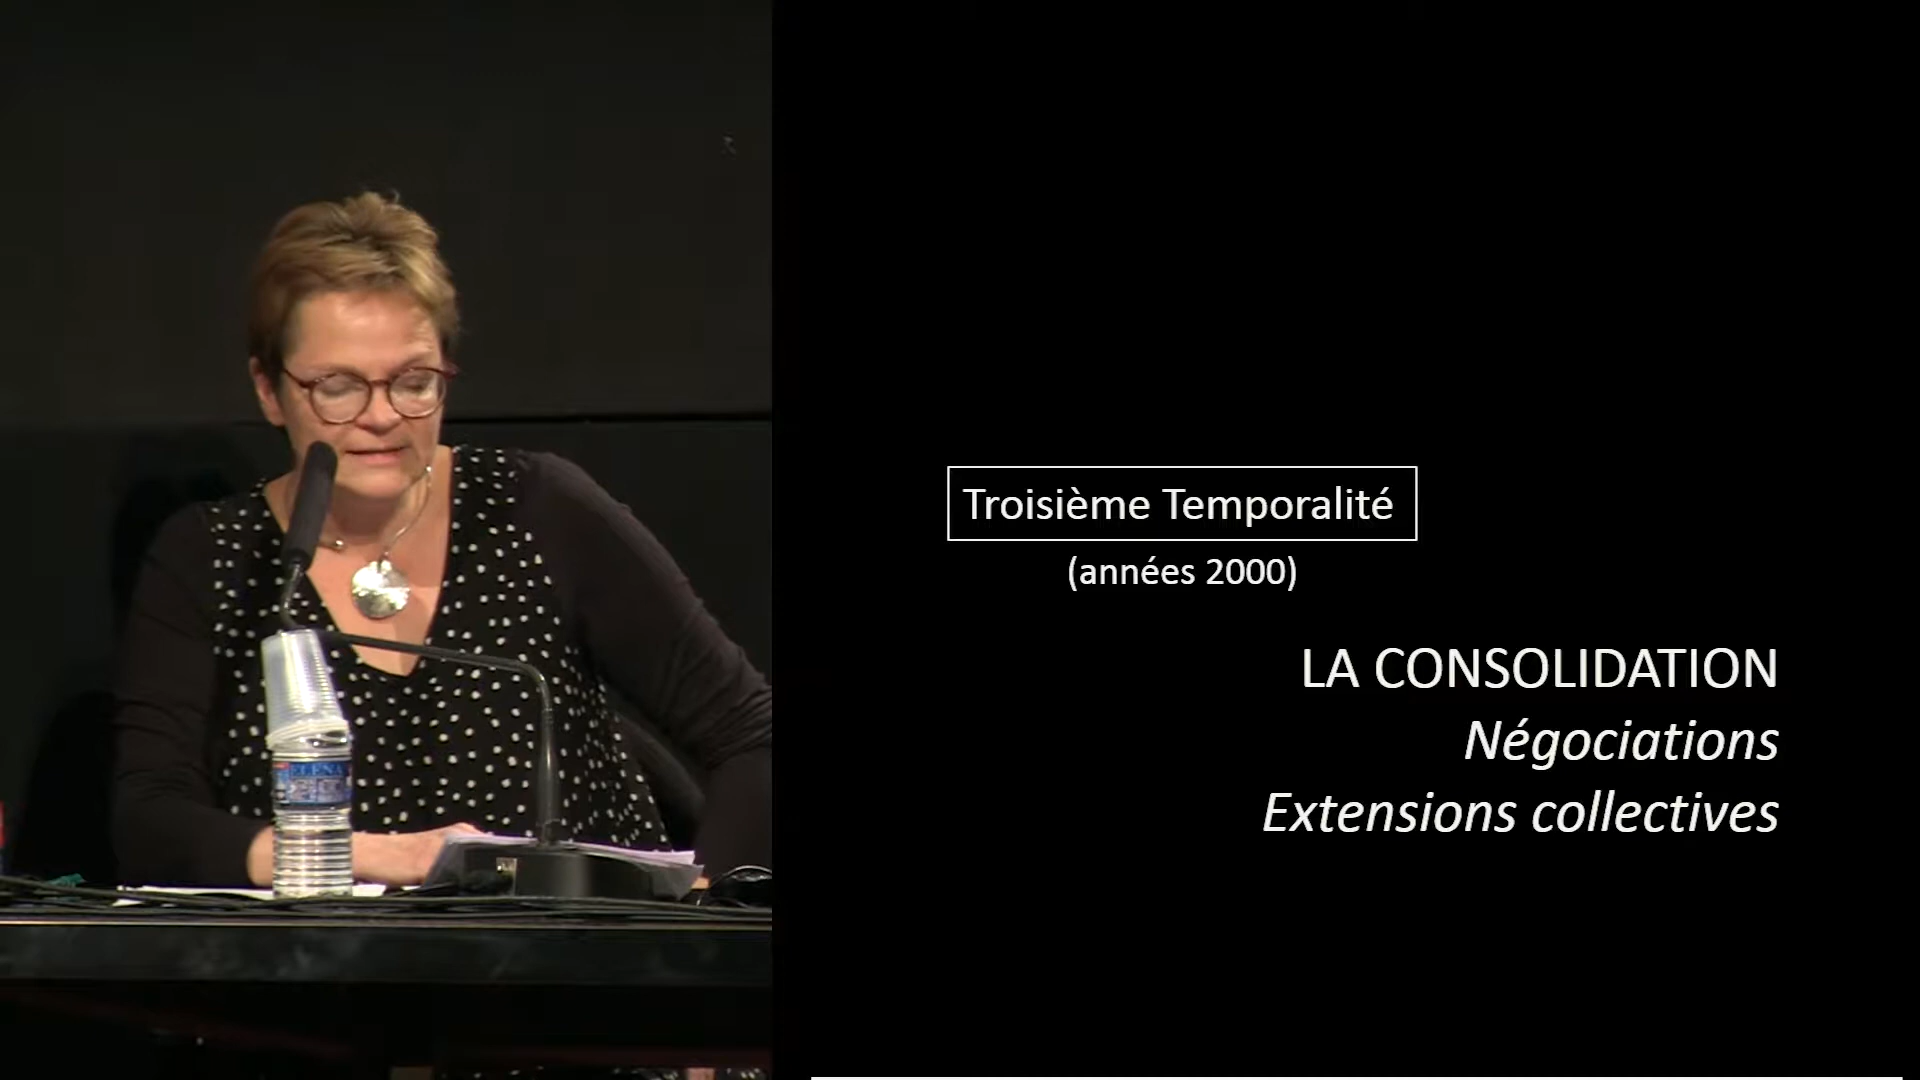 Troisième Temporalité
(années 2000)
LA CONSOLIDATION
Négociations
Extensions collectives